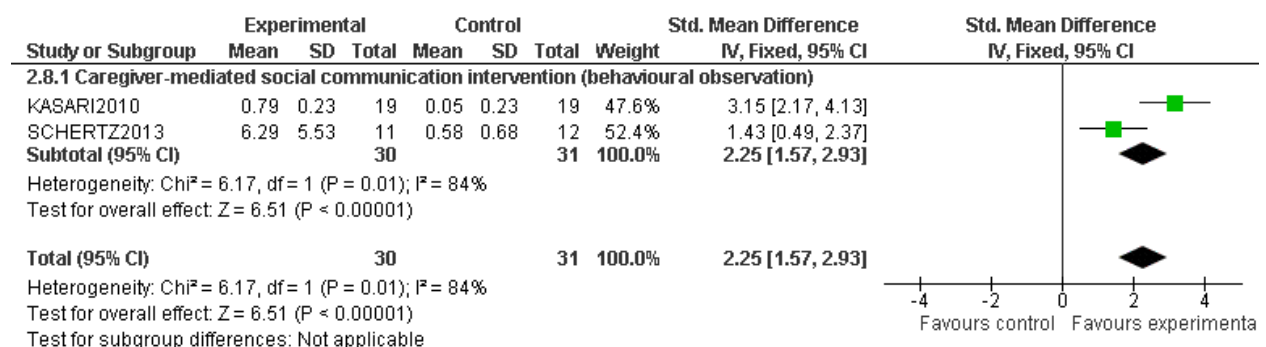 Experimental Control Std. Mean Difference Std. Mean Difference
Study or Subgroup Mean SD Total Mean SD Total Weight IV, Fixed, 95% CI IV, Fixed, 95% CI
2.8.1 Caregiver-mediated social communication intervention (behavioural observation)
KASARI2010 0.79 0.23 19 0.05 0.23 19 47.6% 3.15 [2.17, 4.13]
SCHERTZ2013 6.29 5.53 11 0.58 0.68 12 52.4% 1.43 [0.49, 2.37]
Subtotal (95% CI) 30 31 100.0% 2.25 [1.57, 2.93]
Heterogeneity: Chi² = 6.17, df = 1 (P = 0.01); I² = 84%
Test for overall effect: Z = 6.51 (P < 0.00001)
Total (95% CI) 30 31 100.0% 2.25 [1.57, 2.93]
Heterogeneity: Chi² = 6.17, df = 1 (P = 0.01); I² = 84%
Test for overall effect: Z = 6.51 (P < 0.00001)
Test for subgroup differences: Not applicable
-4 -2 0 2 4
Favours control Favours experimenta